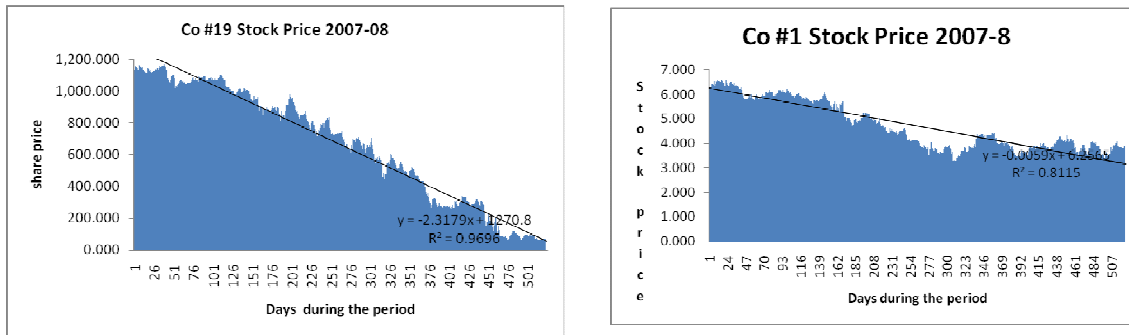 Co #19 Stock Price 2007-08
1,200.000
1,000.000
800.000
600.000
400.000
200.000
0.000
share price
y = -2.3179x + 1270.8
R² = 0.9696
1 26 51 76 101 126 151 176 201 226 251 276 301 326 351 376 401 426 451 476 501
Days during the period
Co #1 Stock Price 2007-8
7.000
6.000
5.000
4.000
3.000
2.000
1.000
0.000
Stock price
R² = 0.8115
1 24 47 70 93 116 139 162 185 208 231 254 277 300 323 346 369 392 415 438 461 484 507
Days during the period